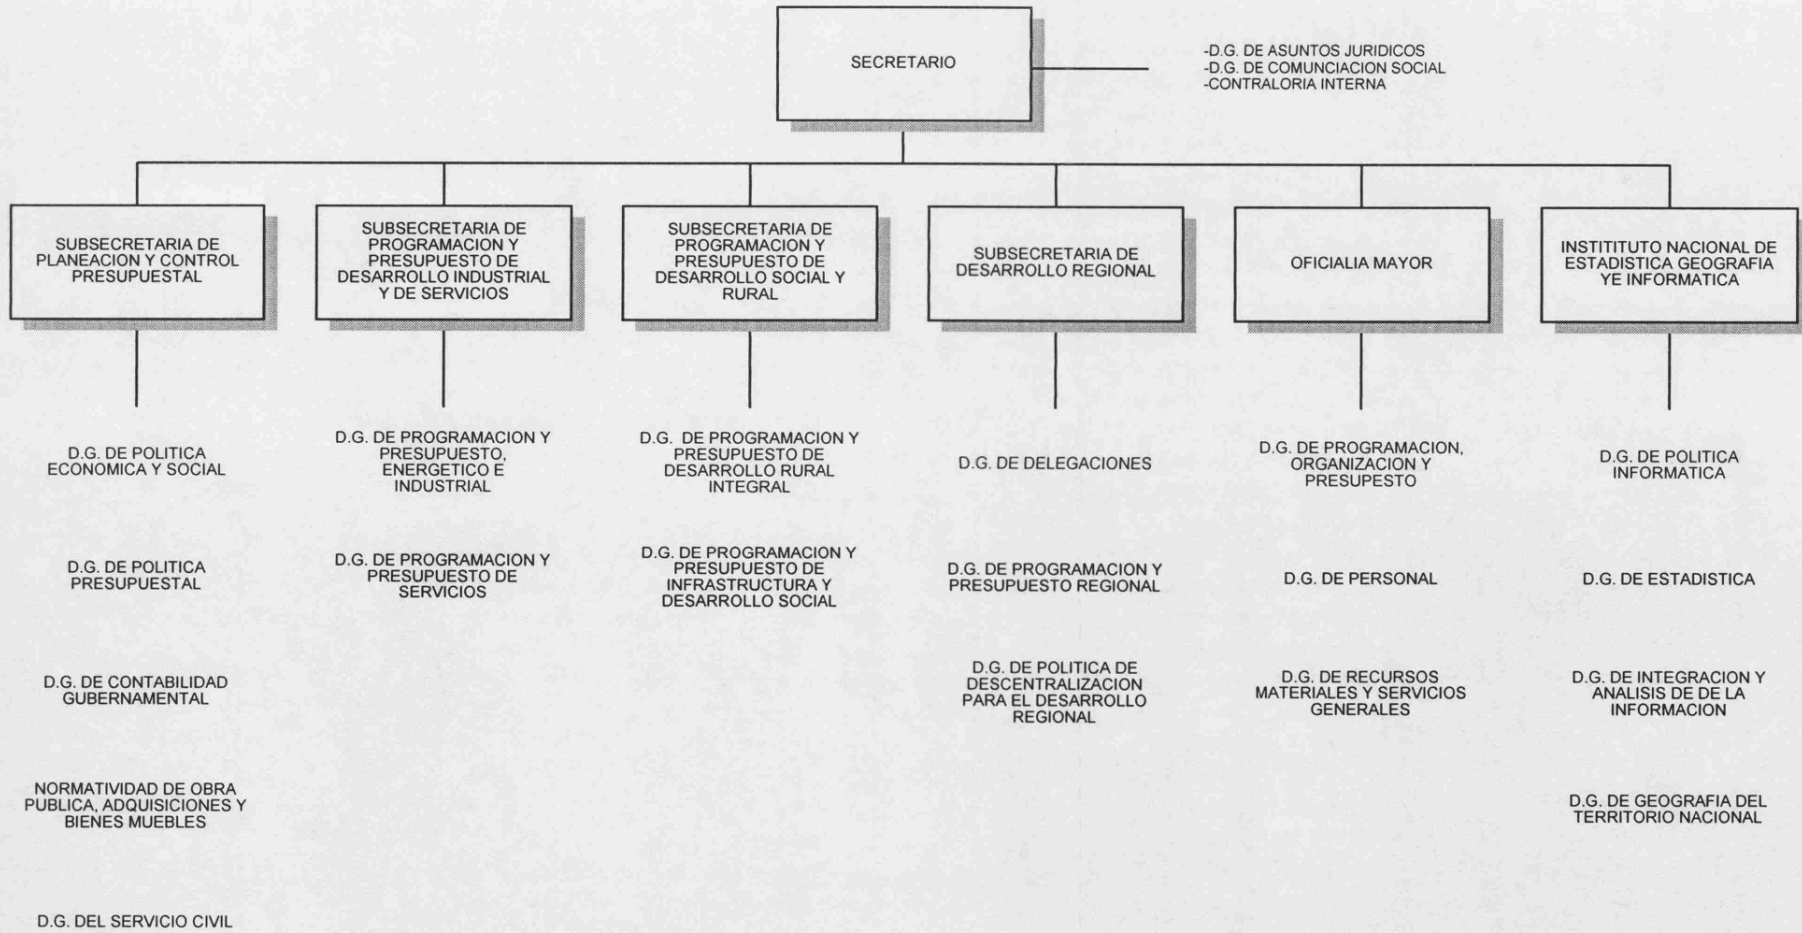 SECRETARIO
-D.G. DE ASUNTOS JURIDICOS
-D.G. DE COMUNCIACION SOCIAL
-CONTRALORIA INTERNA
SUBSECRETARIA DE
PLANEACION Y CONTROL
PRESUPUESTAL
SUBSECRETARIA DE
PROGRAMACION Y
PRESUPUESTO DE
DESARROLLO INDUSTRIAL
Y DE SERVICIOS
SUBSECRETARIA DE
PROGRAMACION Y
PRESUPUESTO DE
DESARROLLO SOCIAL Y
RURAL
SUBSECRETARIA DE
DESARROLLO REGIONAL
OFICIALIA MAYOR
INSTITITUTO NACIONAL DE
ESTADISTICA GEOGRAFIA
YE INFORMATICA
D.G. DE POLITICA
ECONOMICA Y SOCIAL
D.G. DE POLITICA
PRESUPUESTAL
D.G. DE CONTABILIDAD
GUBERNAMENTAL
NORMATIVIDAD DE OBRA
PUBLICA, ADQUISICIONES Y
BIENES MUEBLES
D.G. DEL SERVICIO CIVIL
D.G. DE PROGRAMACION Y
PRESUPUESTO,
ENERGETICO E
INDUSTRIAL
D.G. DE PROGRAMACION Y
PRESUPUESTO DE
SERVICIOS
D.G. DE PROGRAMACION Y
PRESUPUESTO DE
DESARROLLO RURAL
INTEGRAL
D.G. DE PROGRAMACION Y
PRESUPUESTO DE
INFRASTRUCTURA Y
DESARROLLO SOCIAL
D.G. DE DELEGACIONES
D.G. DE PROGRAMACION Y
PRESUPUESTO REGIONAL
D.G. DE POLITICA DE
DESCENTRALIZACION
PARA EL DESARROLLO
REGIONAL
D.G. DE PROGRAMACION,
ORGANIZACION Y
PRESUPESTO
D.G. DE PERSONAL
D.G. DE RECURSOS
MATERIALES Y SERVICIOS
GENERALES
D.G. DE POLITICA
INFORMATICA
D.G. DE ESTADISTICA
D.G. DE INTEGRACION Y
ANALISIS DE DE LA
INFORMACION
D.G. DE GEOGRAFIA DEL
TERRITORIO NACIONAL